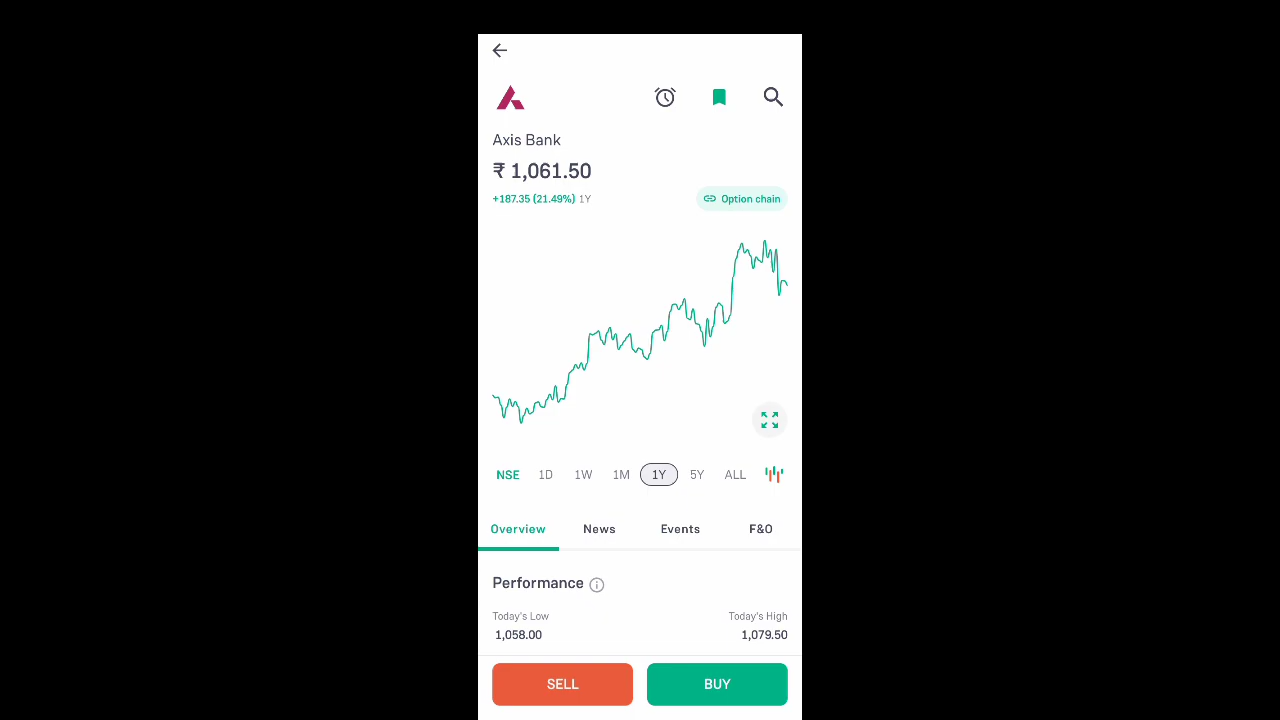 Axis Bank
₹ 1,061.50
+187.35 (21.49%) 1Y
Option chain
NSE 1D 1W 1M 1Y 5Y ALL
Overview News Events F&O
Performance
Today's Low Today's High
1,058.00 1,079.50
SELL BUY